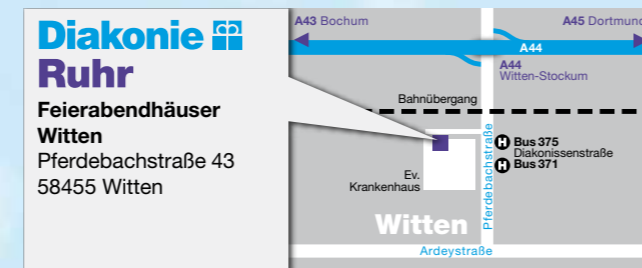 Diakonie
Ruhr
Feierabendhäuser
Witten
Pferdebachstraße 43
58455 Witten
A43 Bochum
A45 Dortmund
A44
A44
Witten-Stockum
Bahnübergang
Pferdebachstraße
H Bus 375
Diakonissenstraße
H Bus 371
Ev.
Krankenhaus
Witten
Ardeystraße